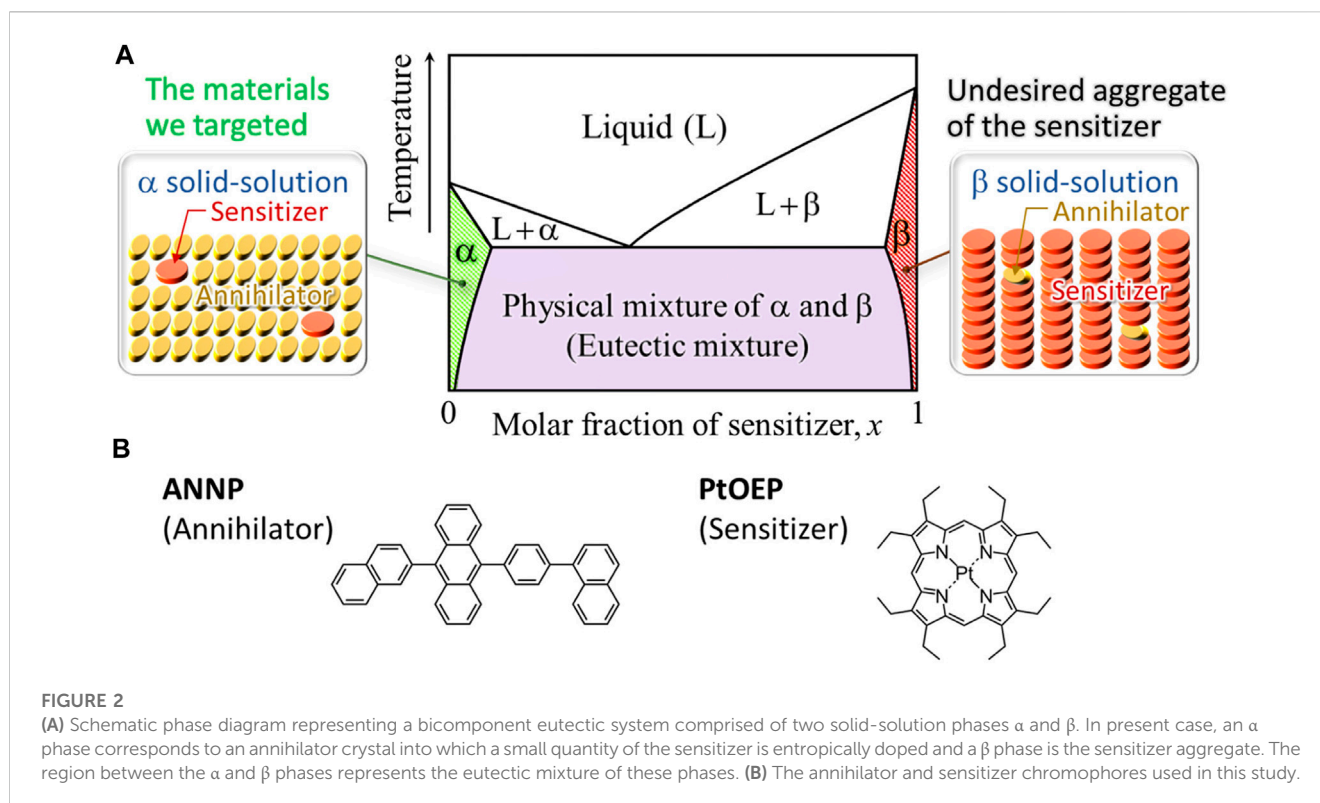 A
The materials
we targeted
α solid-solution
Sensitizer
Annihilator
Temperature
Liquid (L)
L+α
L+β
α
β
Physical mixture of α and β
(Eutectic mixture)
0
1
Molar fraction of sensitizer, x
Undesired aggregate
of the sensitizer
β solid-solution
Annihilator
Sensitizer
B
ANNP
(Annihilator)
PtOEP
(Sensitizer)
N
N
Pt
N
N
FIGURE 2
(A) Schematic phase diagram representing a bicomponent eutectic system comprised of two solid-solution phases α and β. In present case, an α
phase corresponds to an annihilator crystal into which a small quantity of the sensitizer is entropically doped and a β phase is the sensitizer aggregate. The
region between the α and β phases represents the eutectic mixture of these phases. (B) The annihilator and sensitizer chromophores used in this study.